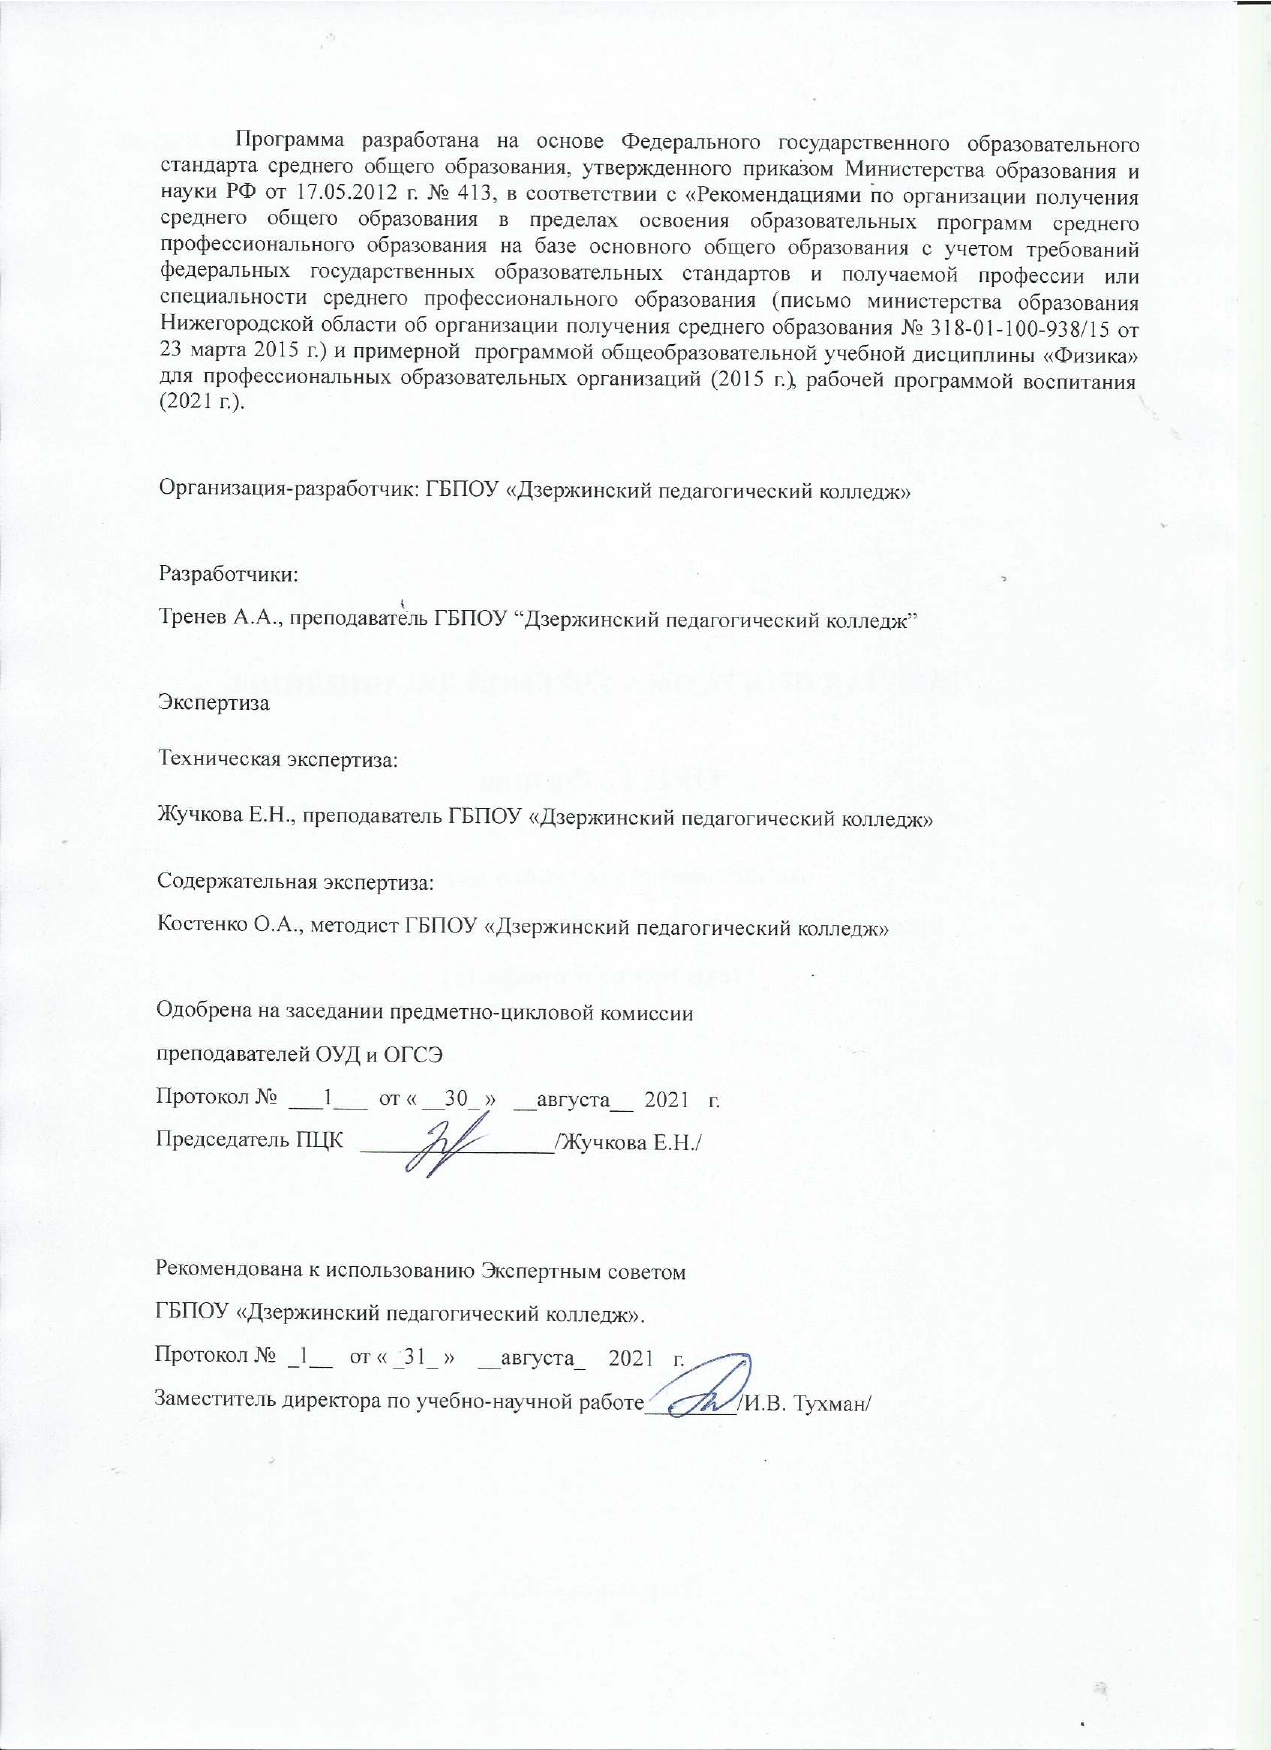 Программа разработана на основе Федерального государственного образовательного
стандарта среднего общего образования, утвержденного приказом Министерства образования и
науки РФ от 17.05.2012 г. № 413, в соответствии с «Рекомендациями по организации получения
среднего общего образования в пределах освоения образовательных программ среднего
профессионального образования на базе основного общего образования с учетом требований
федеральных государственных образовательных стандартов и получаемой профессии или
специальности среднего профессионального образования (письмо министерства образования
Нижегородской области об организации получения среднего образования № 318-01-100-938/15 от
23 марта 2015 г.) и примерной программой общеобразовательной учебной дисциплины «Физика»
для профессиональных образовательных организаций (2015 г.), рабочей программой воспитания
(2021 г.).
Организация-разработчик: ГБПОУ «Дзержинский педагогический колледж»
Разработчики:
Тренев А.А., преподаватель ГБПОУ “Дзержинский педагогический колледж”
Экспертиза
Техническая экспертиза:
Жучкова Е.Н., преподаватель ГБПОУ «Дзержинский педагогический колледж»
Содержательная экспертиза:
Костенко О.А., методист ГБПОУ «Дзержинский педагогический колледж»
Одобрена на заседании предметно-цикловой комиссии
преподавателей ОУД и ОГСЭ
Протокол № ___1___ от « __30_ » __августа__ 2021 г.
Председатель ПЦК _________________/Жучкова Е.Н./
Рекомендована к использованию Экспертным советом
ГБПОУ «Дзержинский педагогический колледж».
Протокол № _1__ от « _31_ » __августа_ 2021 г.
Заместитель директора по учебно-научной работе________/И.В. Тухман/